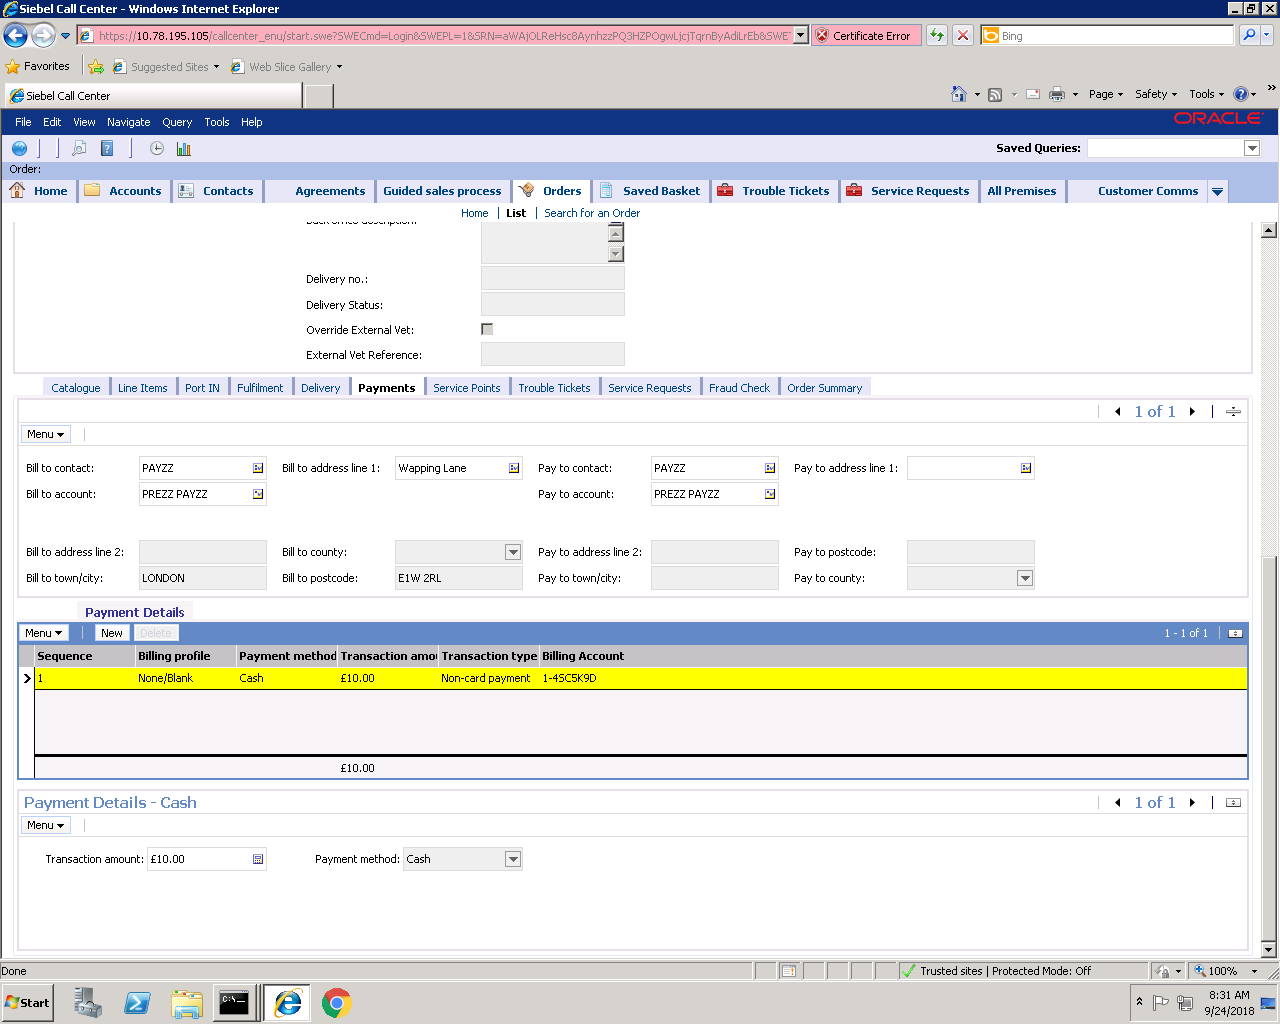 Siebel Call Center - Windows Internet Explorer
https://10.78.195.105/callcenter_enu/start.swe?SWECmd=Login&SWEPL=1&SRN=
Certificate Error
Bing
Favorites
Suggested Sites
Web Slice Gallery
Siebel Call Center
Page
Safety
Tools
»
File Edit View Navigate Query Tools Help
ORACLE
Saved Queries:
Order:
Home Accounts Contacts Agreements Guided sales process Orders Saved Basket Trouble Tickets Service Requests All Premises Customer Comms
Home | List | Search for an Order
Delivery no.:
Delivery Status:
Override External Vet:
External Vet Reference:
Catalogue Line Items Port IN Fulfilment Delivery Payments Service Points Trouble Tickets Service Requests Fraud Check Order Summary
1 of 1
Menu
Bill to contact: PAYZZ Bill to address line 1: Wapping Lane Pay to contact: PAYZZ Pay to address line 1:
Bill to account: PREZZ PAYZZ Pay to account: PREZZ PAYZZ
Bill to address line 2: Bill to county: Pay to address line 2: Pay to postcode:
Bill to town/city: LONDON Bill to postcode: E1W 2RL Pay to town/city: Pay to county:
Payment Details
Menu New Delete 1 - 1 of 1
Sequence Billing profile Payment method Transaction amou Transaction type Billing Account
1 None/Blank Cash £10.00 Non-card payment 1-4SC5K9D
£10.00
Payment Details - Cash
1 of 1
Menu
Transaction amount: £10.00 Payment method: Cash
Done
Trusted sites | Protected Mode: Off
100%
Start
8:31 AM
9/24/2018